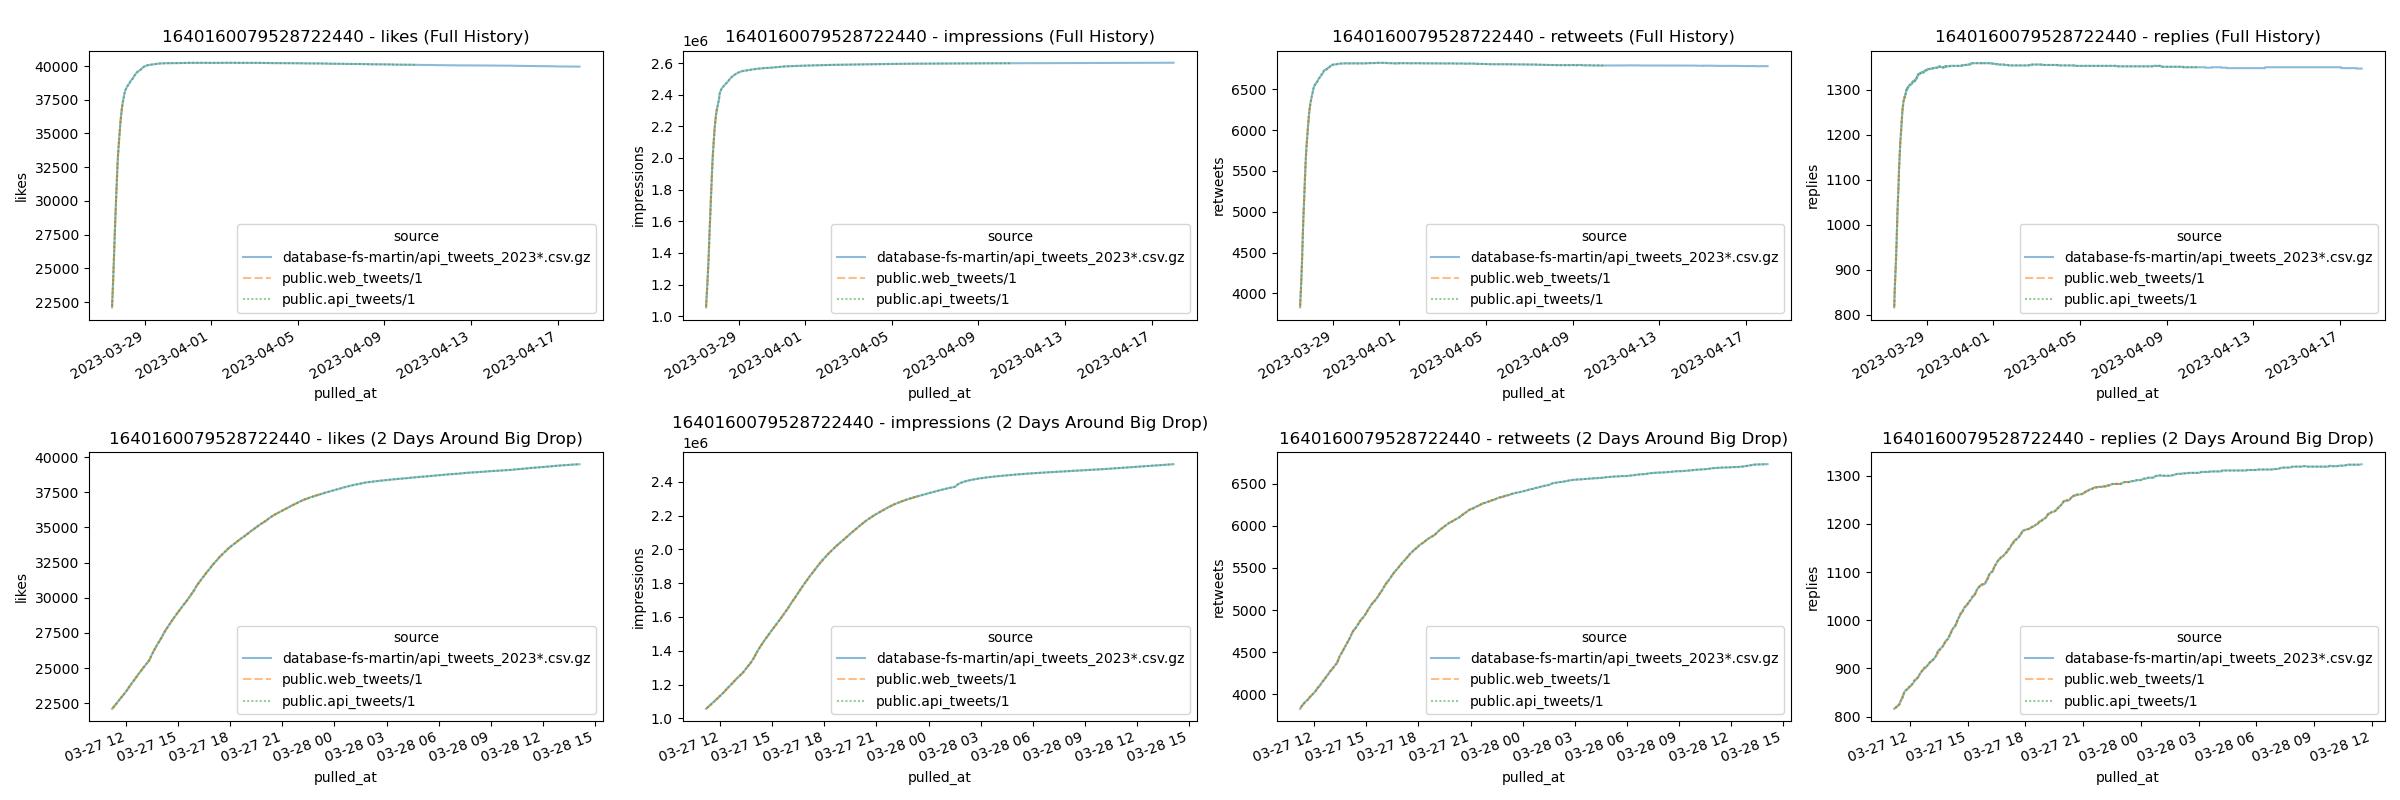 1640160079528722440 - likes (Full History)
likes
40000
37500
35000
32500
30000
27500
25000
22500
source
database-fs-martin/api_tweets_2023*.csv.gz
public.web_tweets/1
public.api_tweets/1
2023-03-29
2023-04-01
2023-04-05
2023-04-09
2023-04-13
2023-04-17
pulled_at
1640160079528722440 - impressions (Full History)
1e6
impressions
2.6
2.4
2.2
2.0
1.8
1.6
1.4
1.2
1.0
source
database-fs-martin/api_tweets_2023*.csv.gz
public.web_tweets/1
public.api_tweets/1
2023-03-29
2023-04-01
2023-04-05
2023-04-09
2023-04-13
2023-04-17
pulled_at
1640160079528722440 - retweets (Full History)
retweets
6500
6000
5500
5000
4500
4000
source
database-fs-martin/api_tweets_2023*.csv.gz
public.web_tweets/1
public.api_tweets/1
2023-03-29
2023-04-01
2023-04-05
2023-04-09
2023-04-13
2023-04-17
pulled_at
1640160079528722440 - replies (Full History)
replies
1300
1200
1100
1000
900
800
source
database-fs-martin/api_tweets_2023*.csv.gz
public.web_tweets/1
public.api_tweets/1
2023-03-29
2023-04-01
2023-04-05
2023-04-09
2023-04-13
2023-04-17
pulled_at
1640160079528722440 - likes (2 Days Around Big Drop)
likes
40000
37500
35000
32500
30000
27500
25000
22500
source
database-fs-martin/api_tweets_2023*.csv.gz
public.web_tweets/1
public.api_tweets/1
03-27 12
03-27 15
03-27 18
03-27 21
03-28 00
03-28 03
03-28 06
03-28 09
03-28 12
03-28 15
pulled_at
1640160079528722440 - impressions (2 Days Around Big Drop)
1e6
impressions
2.4
2.2
2.0
1.8
1.6
1.4
1.2
1.0
source
database-fs-martin/api_tweets_2023*.csv.gz
public.web_tweets/1
public.api_tweets/1
03-27 12
03-27 15
03-27 18
03-27 21
03-28 00
03-28 03
03-28 06
03-28 09
03-28 12
03-28 15
pulled_at
1640160079528722440 - retweets (2 Days Around Big Drop)
retweets
6500
6000
5500
5000
4500
4000
source
database-fs-martin/api_tweets_2023*.csv.gz
public.web_tweets/1
public.api_tweets/1
03-27 12
03-27 15
03-27 18
03-27 21
03-28 00
03-28 03
03-28 06
03-28 09
03-28 12
03-28 15
pulled_at
1640160079528722440 - replies (2 Days Around Big Drop)
replies
1300
1200
1100
1000
900
800
source
database-fs-martin/api_tweets_2023*.csv.gz
public.web_tweets/1
public.api_tweets/1
03-27 12
03-27 15
03-27 18
03-27 21
03-28 00
03-28 03
03-28 06
03-28 09
03-28 12
pulled_at